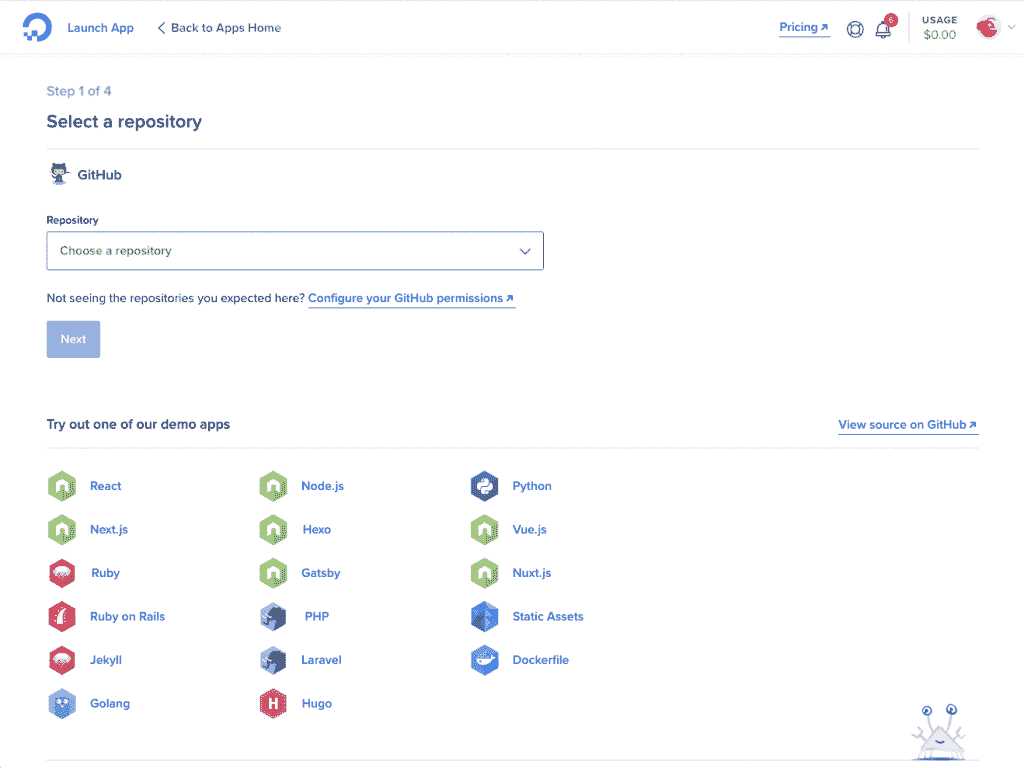 Launch App
Back to Apps Home
Pricing
6
USAGE
$0.00
Step 1 of 4
Select a repository
GitHub
Repository
Choose a repository
Not seeing the repositories you expected here? Configure your GitHub permissions
Next
Try out one of our demo apps
View source on GitHub
React
Node.js
Python
Next.js
Hexo
Vue.js
Ruby
Gatsby
Nuxt.js
Ruby on Rails
PHP
Static Assets
Jekyll
Laravel
Dockerfile
Golang
H
Hugo